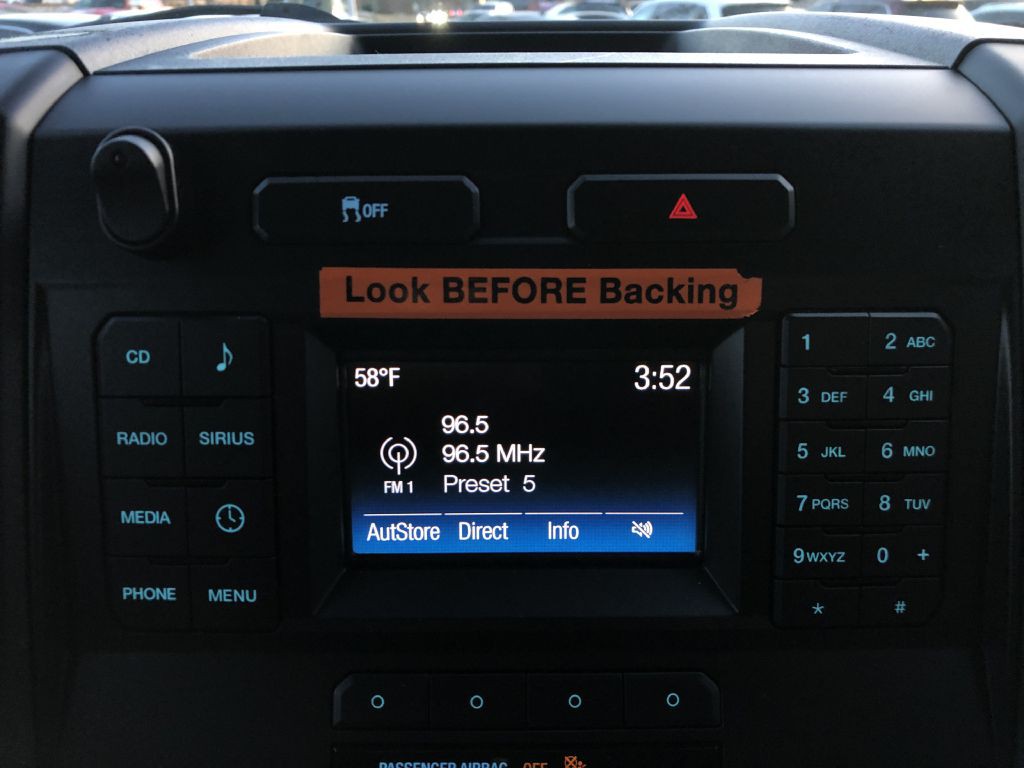 OFF
Look BEFORE Backing
58°F 3:52
96.5
96.5 MHz
FM 1
Preset 5
AutStore Direct Info
CD
RADIO SIRIUS
MEDIA
PHONE MENU
1 2 ABC
3 DEF 4 GHI
5 JKL 6 MNO
7 PQRS 8 TUV
9 WXYZ 0 +
* #
PASSENGER AIRBAG OFF